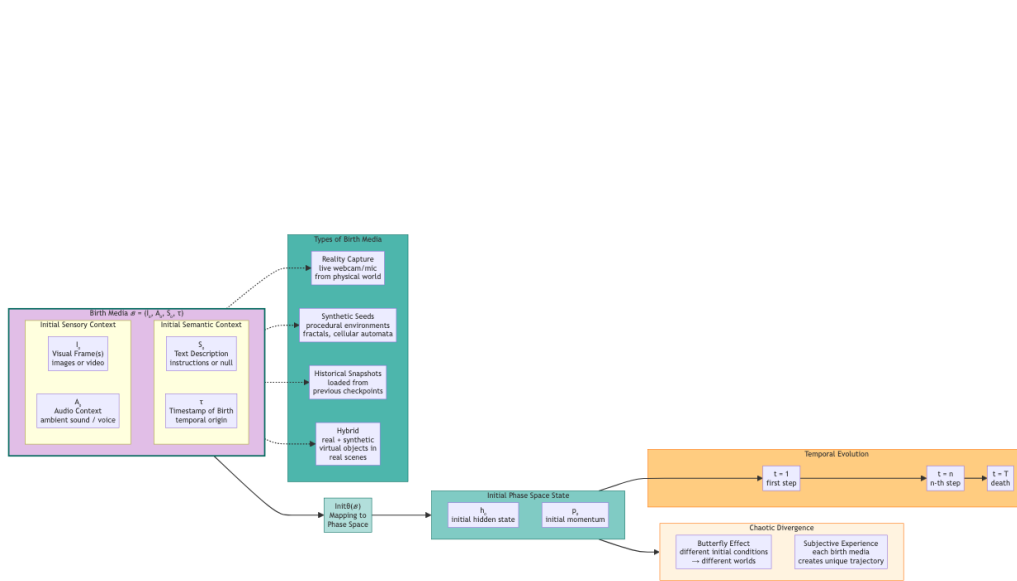 Types of Birth Media
Reality Capture
live webcam/mic
from physical world
Synthetic Seeds
procedural environments
fractals, cellular automata
Historical Snapshots
loaded from
previous checkpoints
Hybrid
real + synthetic
virtual objects in
real scenes
Birth Media ℬ = (I₀, A₀, S₀, τ)
Initial Sensory Context
I₀
Visual Frame(s)
images or video
A₀
Audio Context
ambient sound / voice
Initial Semantic Context
S₀
Text Description
instructions or null
τ
Timestamp of Birth
temporal origin
Initθ(ℬ)
Mapping to
Phase Space
Initial Phase Space State
h₀
initial hidden state
p₀
initial momentum
Temporal Evolution
t = 1
first step
t = n
n-th step
t = T
death
Chaotic Divergence
Butterfly Effect
different initial conditions
→ different worlds
Subjective Experience
each birth media
creates unique trajectory